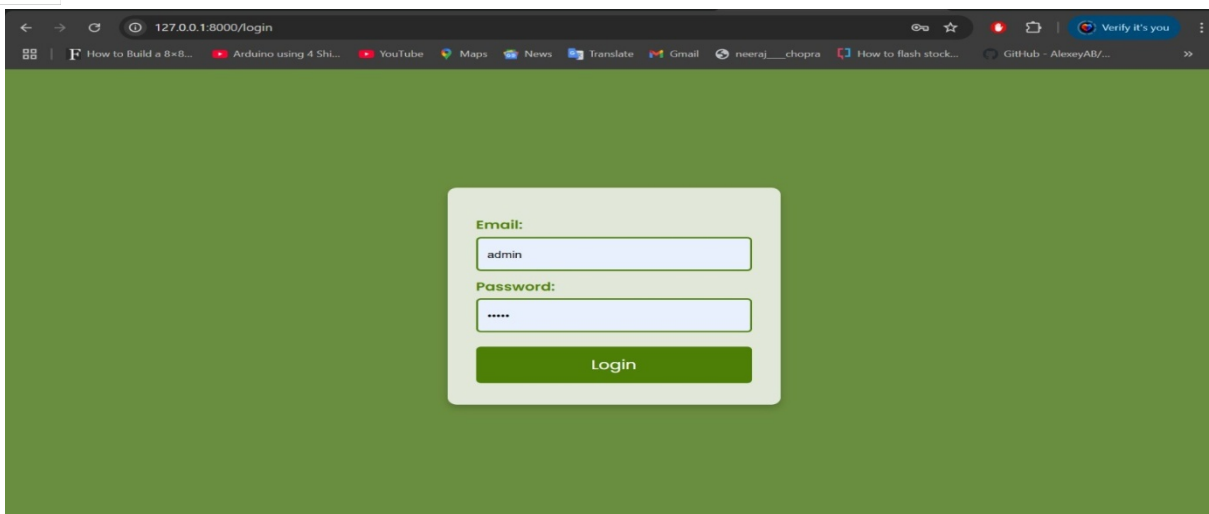 127.0.0.1:8000/login
Verify it's you
How to Build a 8×8... Arduino using 4 Shi... YouTube Maps News Translate Gmail neeraj___chopra How to flash stock... GitHub - AlexeyAB/...
Email:
admin
Password:
•••••
Login